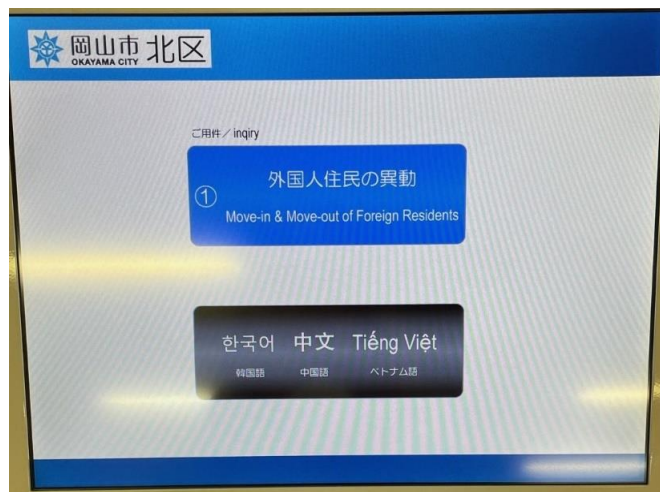 岡山市 北区
OKAYAMA CITY
ご用件／inqiry
外国人住民の異動
①
Move-in & Move-out of Foreign Residents
한국어 中文 Tiếng Việt
韓国語 中国語 ベトナム語